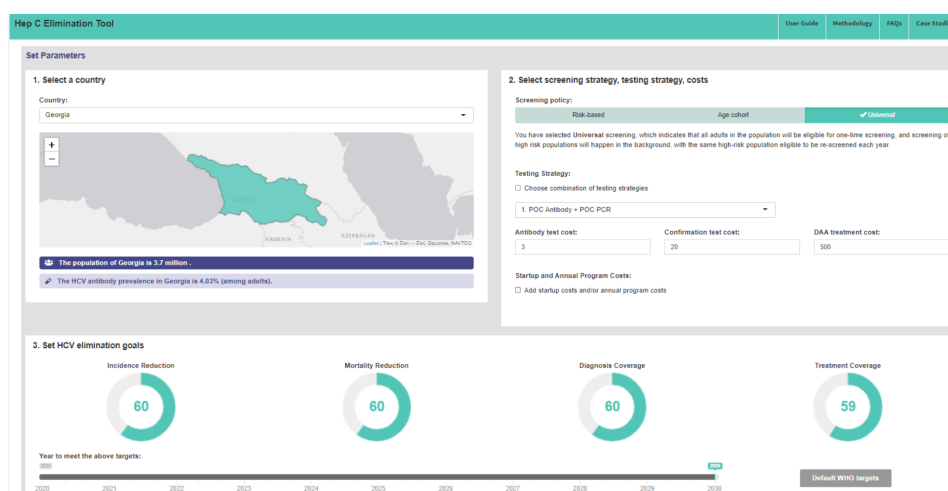 Hep C Elimination Tool
User Guide
Methodology
FAQs
Set Parameters
1. Select a country
Country:
Georgia
+
−
ARMENIA
AZERBAIJAN
Leaflet | Tiles © Esri — Esri, DeLorme, NAVTEQ
The population of Georgia is 3.7 million .
The HCV antibody prevalence in Georgia is 4.03% (among adults).
2. Select screening strategy, testing strategy, costs
Screening policy:
Risk-based
Age cohort
Universal
You have selected Universal screening, which indicates that all adults in the population will be eligible for one-time screening, and screening of
high risk populations will happen in the background, with the same high-risk population eligible to be re-screened each year.
Testing Strategy:
Choose combination of testing strategies
1. POC Antibody + POC PCR
Antibody test cost:
Confirmation test cost:
DAA treatment cost:
3
20
500
Startup and Annual Program Costs:
Add startup costs and/or annual program costs
3. Set HCV elimination goals
Incidence Reduction
Mortality Reduction
Diagnosis Coverage
Treatment Coverage
60
60
60
59
Year to meet the above targets:
2030
Default WHO targets
2020
2021
2022
2023
2024
2025
2026
2027
2028
2029
2030